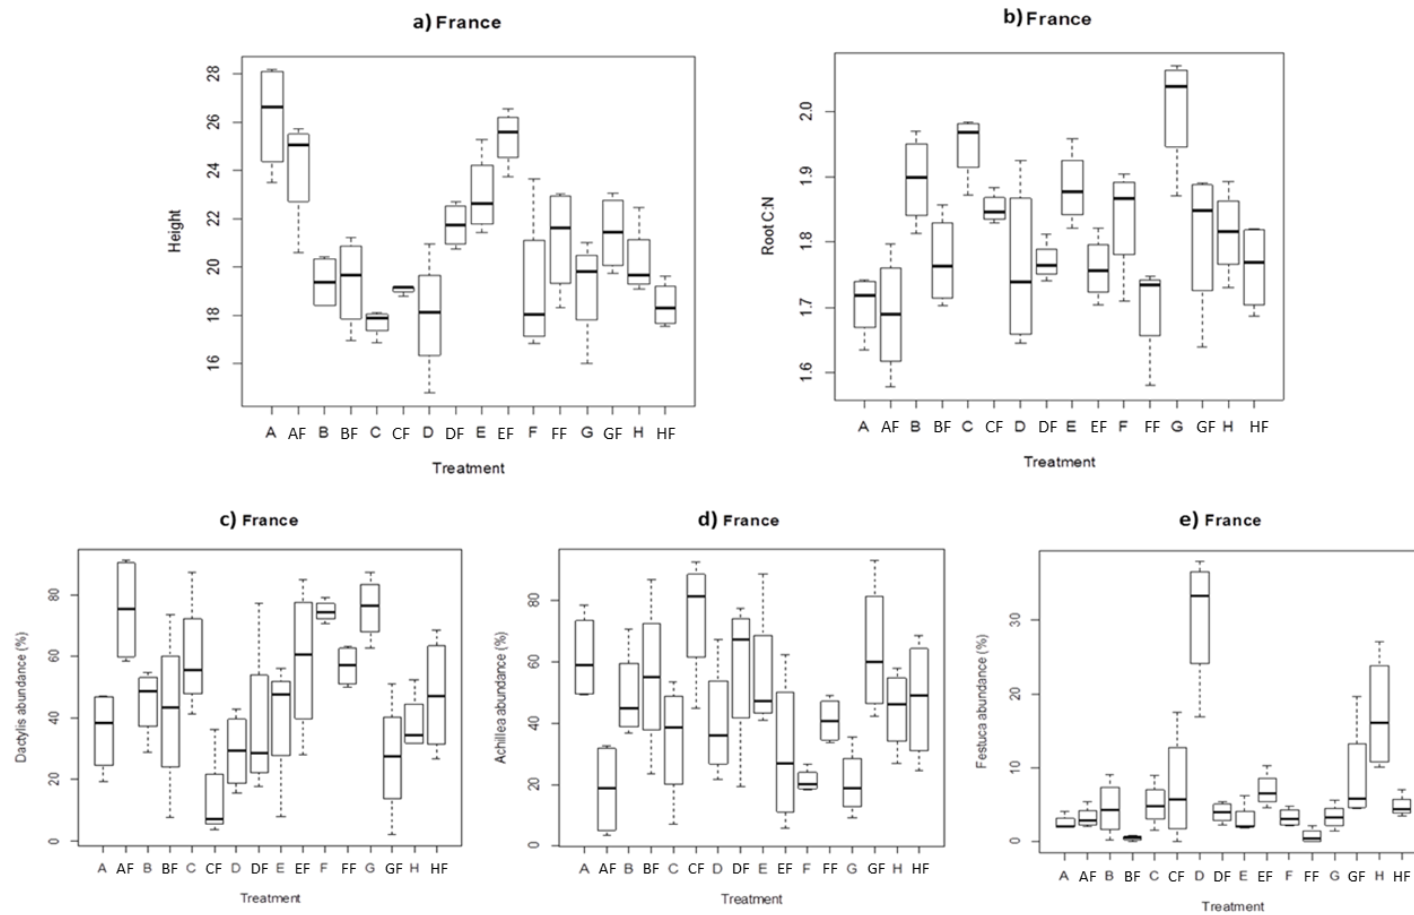 a) France
28
26
24
22
20
18
16
Height
A AF B BF C CF D DF E EF F FF G GF H HF
Treatment
b) France
2.0
1.9
1.8
1.7
1.6
Root C:N
A AF B BF C CF D DF E EF F FF G GF H HF
Treatment
c) France
80
60
40
20
0
Dactylis abundance (%)
A AF B BF C CF D DF E EF F FF G GF H HF
Treatment
d) France
80
60
40
20
0
Achillea abundance (%)
A AF B BF C CF D DF E EF F FF G GF H HF
Treatment
e) France
30
20
10
0
Festuca abundance (%)
A AF B BF C CF D DF E EF F FF G GF H HF
Treatment